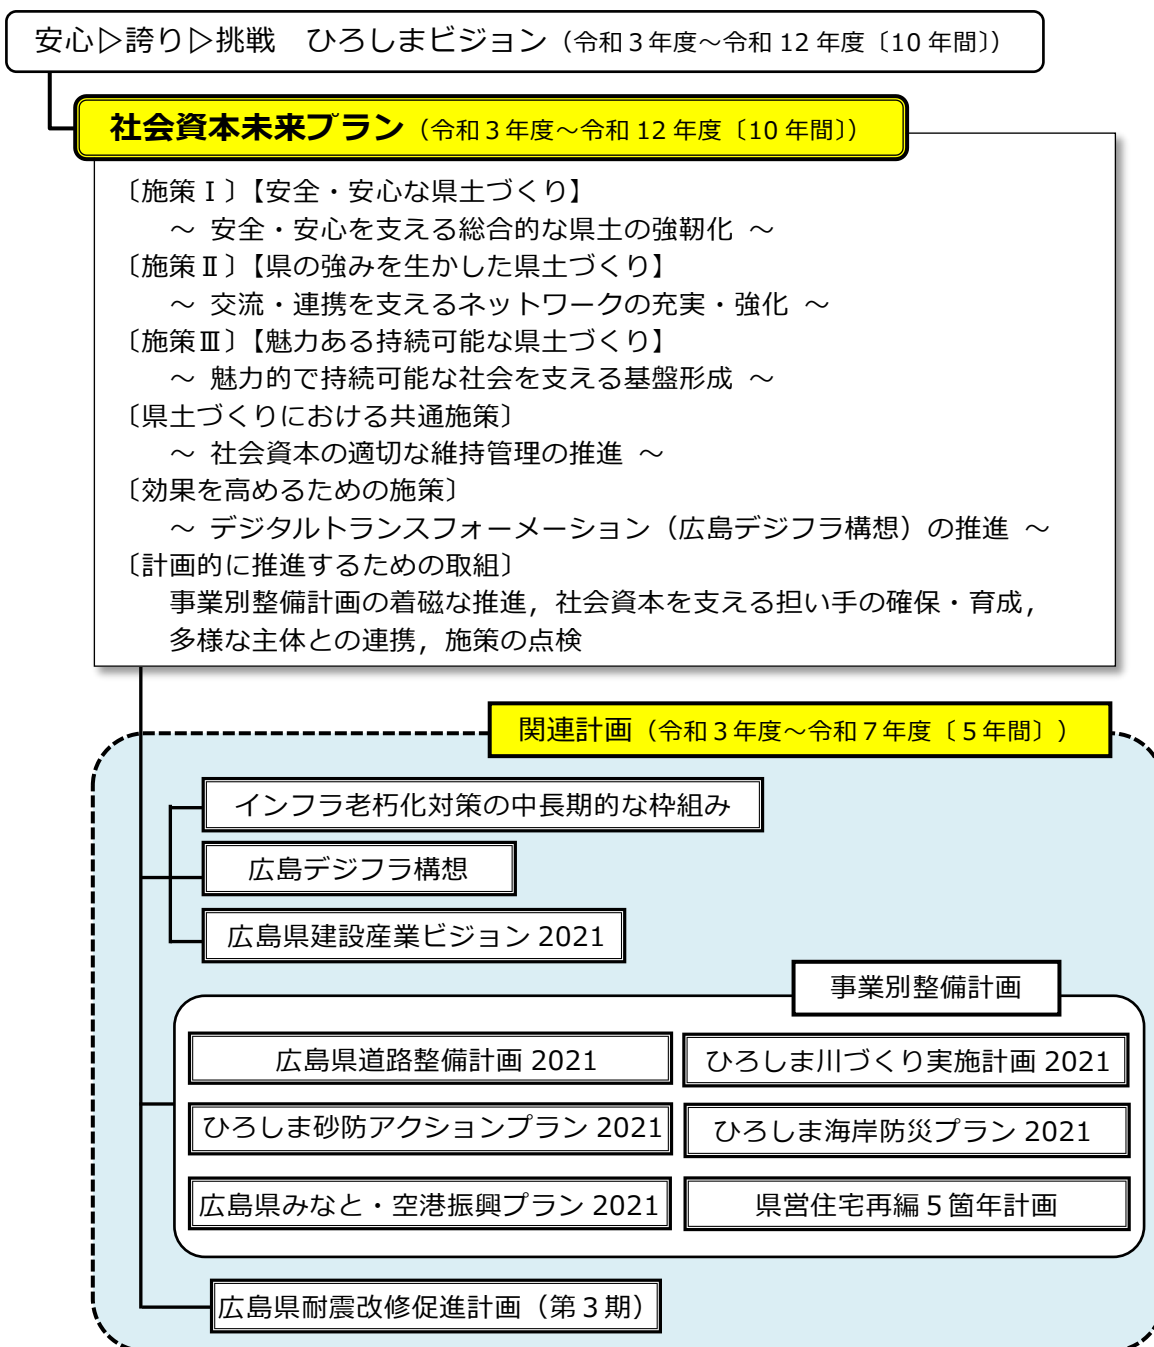 安心▷誇り▷挑戦　ひろしまビジョン（令和３年度～令和 12 年度〔10 年間〕）
社会資本未来プラン（令和３年度～令和 12 年度〔10 年間〕）
〔施策Ⅰ〕【安全・安心な県土づくり】
～ 安全・安心を支える総合的な県土の強靭化 ～
〔施策Ⅱ〕【県の強みを生かした県土づくり】
～ 交流・連携を支えるネットワークの充実・強化 ～
〔施策Ⅲ〕【魅力ある持続可能な県土づくり】
～ 魅力的で持続可能な社会を支える基盤形成 ～
〔県土づくりにおける共通施策〕
～ 社会資本の適切な維持管理の推進 ～
〔効果を高めるための施策〕
～ デジタルトランスフォーメーション（広島デジフラ構想）の推進 ～
〔計画的に推進するための取組〕
事業別整備計画の着磁な推進，社会資本を支える担い手の確保・育成，
多様な主体との連携，施策の点検
関連計画（令和３年度～令和７年度〔５年間〕）
インフラ老朽化対策の中長期的な枠組み
広島デジフラ構想
広島県建設産業ビジョン 2021
事業別整備計画
広島県道路整備計画 2021
ひろしま川づくり実施計画 2021
ひろしま砂防アクションプラン 2021
ひろしま海岸防災プラン 2021
広島県みなと・空港振興プラン 2021
県営住宅再編５箇年計画
広島県耐震改修促進計画（第３期）